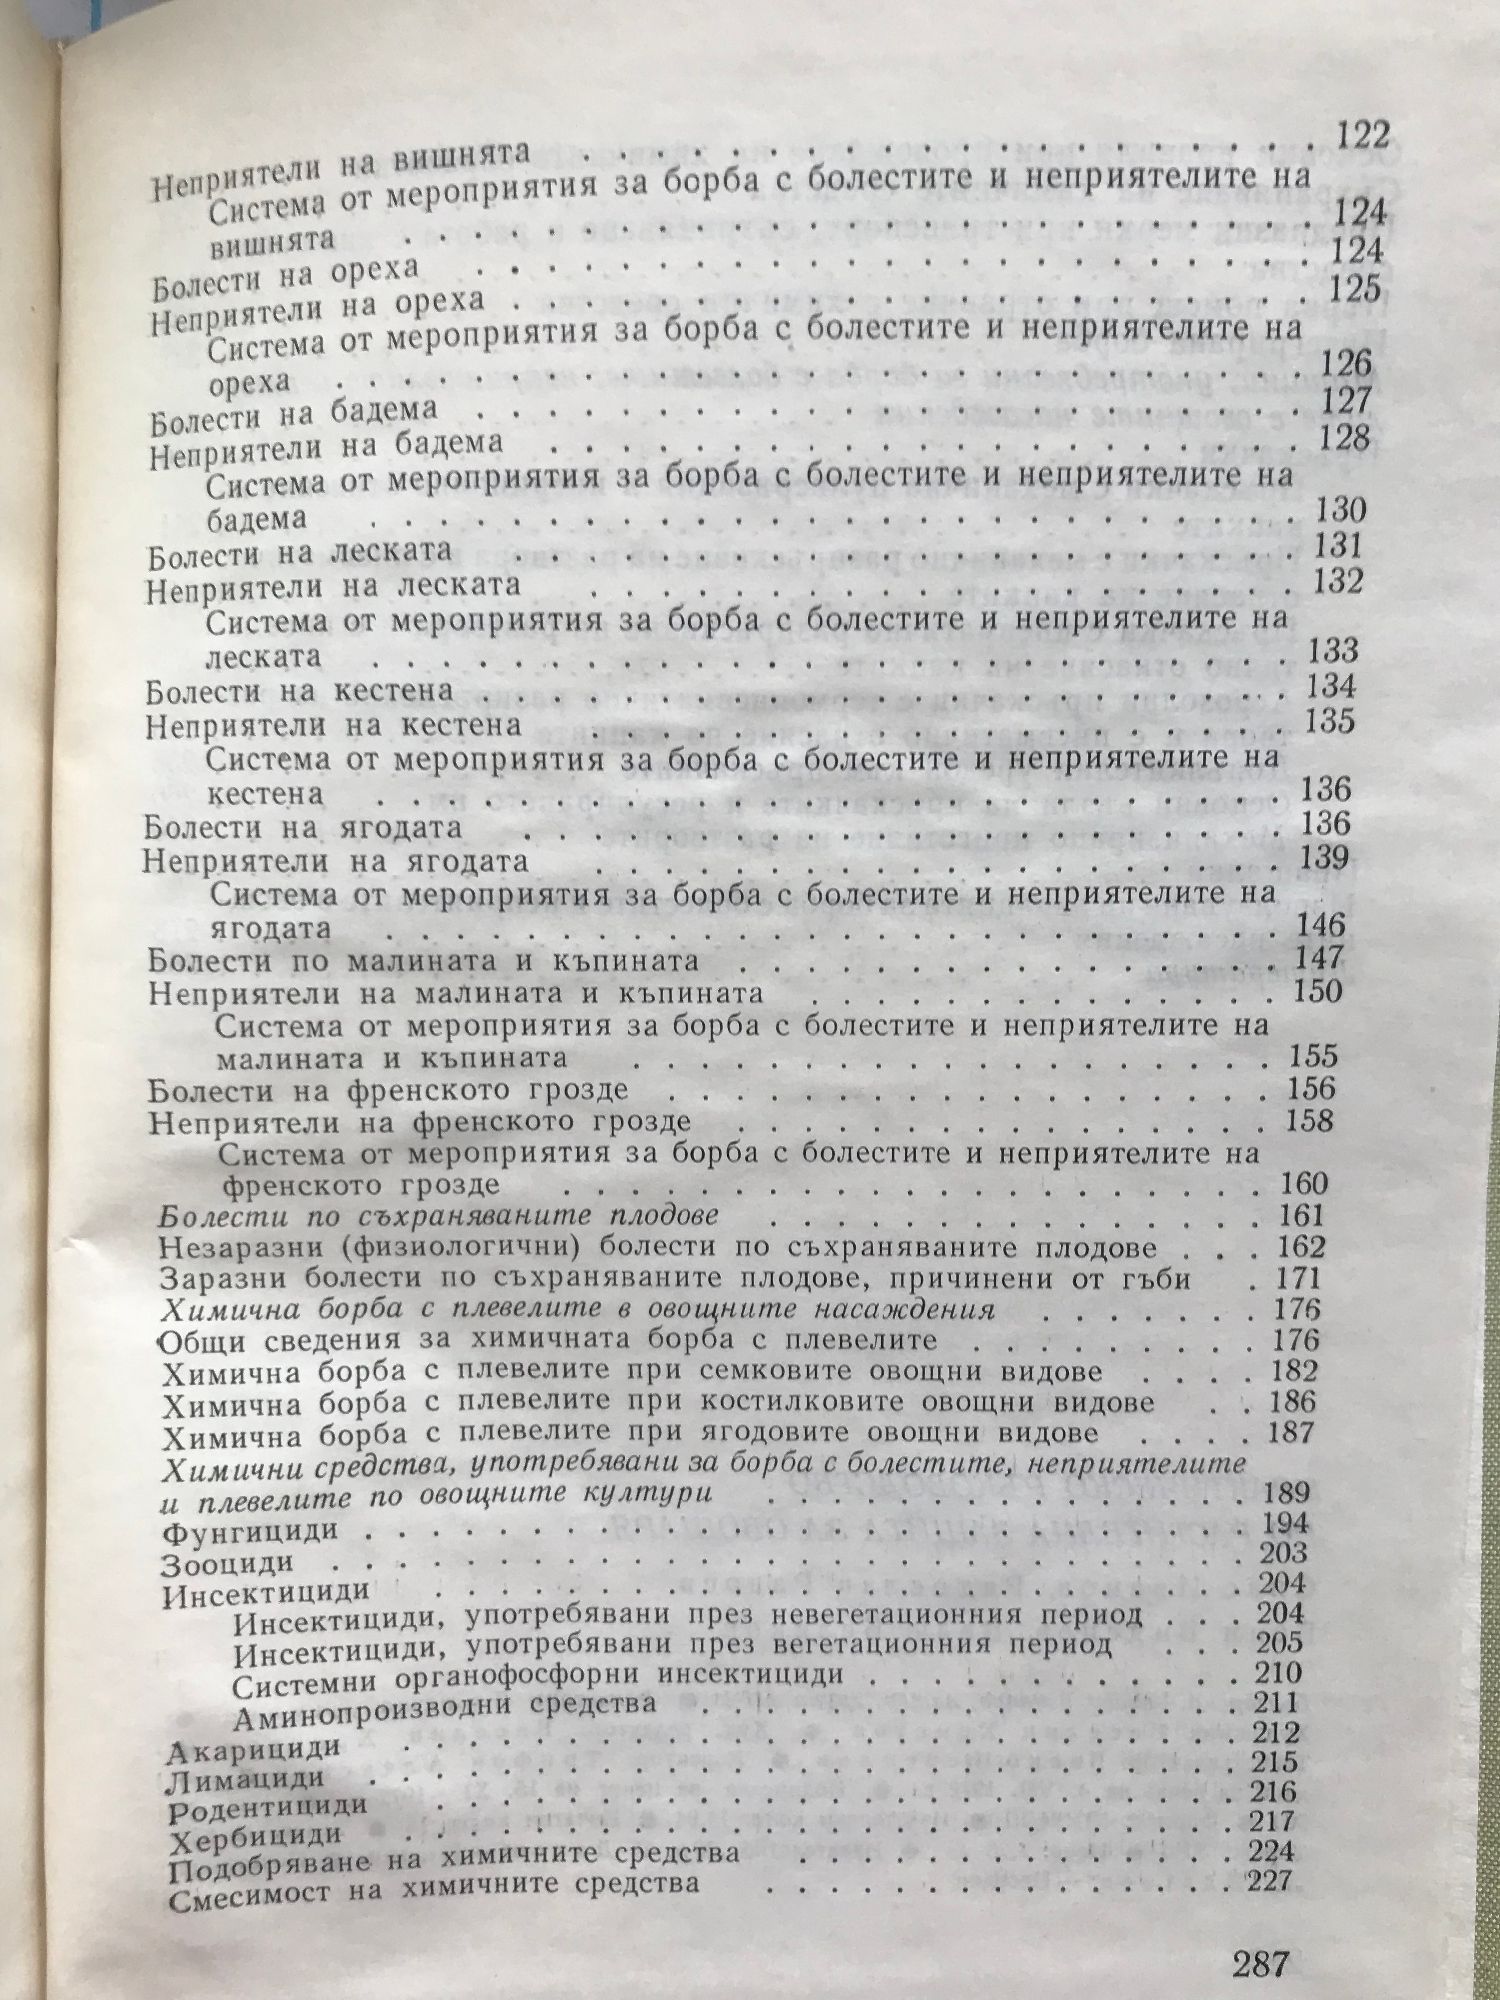 Неприятели на вишнята . . . . . . . . . . . . . . . . . . . 122
Система от мероприятия за борба с болестите и неприятелите на
вишнята . . . . . . . . . . . . . . . . . . . . . . . . . . 124
Болести на ореха . . . . . . . . . . . . . . . . . . . . . . 124
Неприятели на ореха . . . . . . . . . . . . . . . . . . . . . 125
Система от мероприятия за борба с болестите и неприятелите на
ореха . . . . . . . . . . . . . . . . . . . . . . . . . . . 126
Болести на бадема . . . . . . . . . . . . . . . . . . . . . . 127
Неприятели на бадема . . . . . . . . . . . . . . . . . . . . 128
Система от мероприятия за борба с болестите и неприятелите на
бадема . . . . . . . . . . . . . . . . . . . . . . . . . . 130
Болести на леската . . . . . . . . . . . . . . . . . . . . . 131
Неприятели на леската . . . . . . . . . . . . . . . . . . . 132
Система от мероприятия за борба с болестите и неприятелите на
леската . . . . . . . . . . . . . . . . . . . . . . . . . . 133
Болести на кестена . . . . . . . . . . . . . . . . . . . . . 134
Неприятели на кестена . . . . . . . . . . . . . . . . . . . 135
Система от мероприятия за борба с болестите и неприятелите на
кестена . . . . . . . . . . . . . . . . . . . . . . . . . . 136
Болести на ягодата . . . . . . . . . . . . . . . . . . . . . 136
Неприятели на ягодата . . . . . . . . . . . . . . . . . . . 139
Система от мероприятия за борба с болестите и неприятелите на
ягодата . . . . . . . . . . . . . . . . . . . . . . . . . . 146
Болести по малината и къпината . . . . . . . . . . . . . . . 147
Неприятели на малината и къпината . . . . . . . . . . . . . . 150
Система от мероприятия за борба с болестите и неприятелите на
малината и къпината . . . . . . . . . . . . . . . . . . 155
Болести на френското грозде . . . . . . . . . . . . . . . . . 156
Неприятели на френското грозде . . . . . . . . . . . . . . . 158
Система от мероприятия за борба с болестите и неприятелите на
френското грозде . . . . . . . . . . . . . . . . . . . . 160
Болести по съхраняваните плодове . . . . . . . . . . . . . . 161
Незаразни (физиологични) болести по съхраняваните плодове . . . 162
Заразни болести по съхраняваните плодове, причинени от гъби . 171
Химична борба с плевелите в овощните насаждения . . . . . . . 176
Общи сведения за химичната борба с плевелите . . . . . . . . . 176
Химична борба с плевелите при семковите овощни видове . . . . 182
Химична борба с плевелите при костилковите овощни видове . . 186
Химична борба с плевелите при ягодовите овощни видове . . . . 187
Химични средства, употребявани за борба с болестите, неприятелите
и плевелите по овощните култури . . . . . . . . . . . . . . 189
Фунгициди . . . . . . . . . . . . . . . . . . . . . . . . . 194
Зооциди . . . . . . . . . . . . . . . . . . . . . . . . . . 203
Инсектициди . . . . . . . . . . . . . . . . . . . . . . . . 204
Инсектициди, употребявани през невегетационния период . . . 204
Инсектициди, употребявани през вегетационния период . . . 205
Системни органофосфорни инсектициди . . . . . . . . . . . 210
Аминопроизводни средства . . . . . . . . . . . . . . . . 211
Акарициди . . . . . . . . . . . . . . . . . . . . . . . . . 212
Лимациди . . . . . . . . . . . . . . . . . . . . . . . . . 215
Родентициди . . . . . . . . . . . . . . . . . . . . . . . . 216
Хербициди . . . . . . . . . . . . . . . . . . . . . . . . . 217
Подобряване на химичните средства . . . . . . . . . . . . . 224
Смесимост на химичните средства . . . . . . . . . . . . . . 227
287